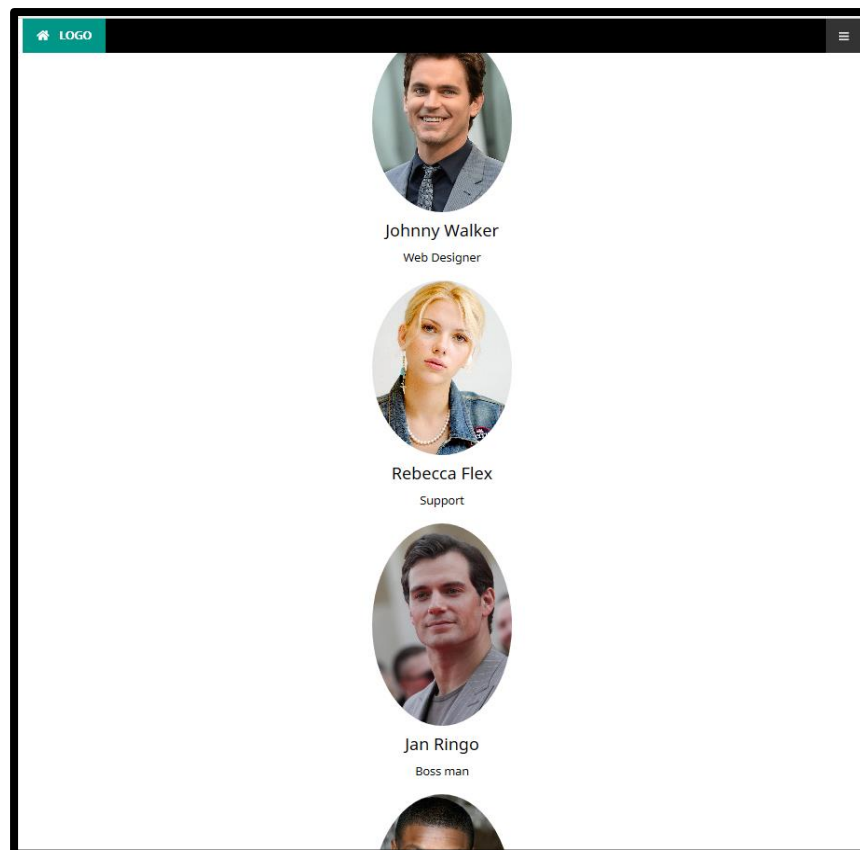 LOGO
Johnny Walker
Web Designer
Rebecca Flex
Support
Jan Ringo
Boss man